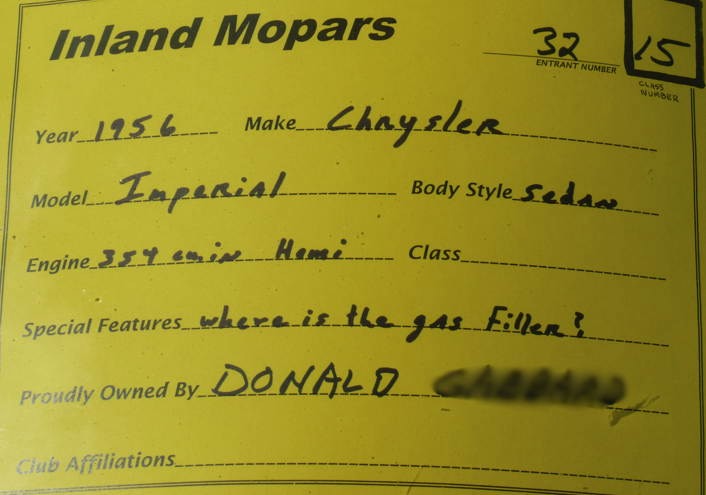 Inland Mopars
32 15
ENTRANT NUMBER
CLASS
NUMBER
Year 1956 Make Chrysler
Model Imperial Body Style Sedan
Engine 354 cu.in Hemi Class
Special Features where is the gas Filler?
Proudly Owned By DONALD
Club Affiliations